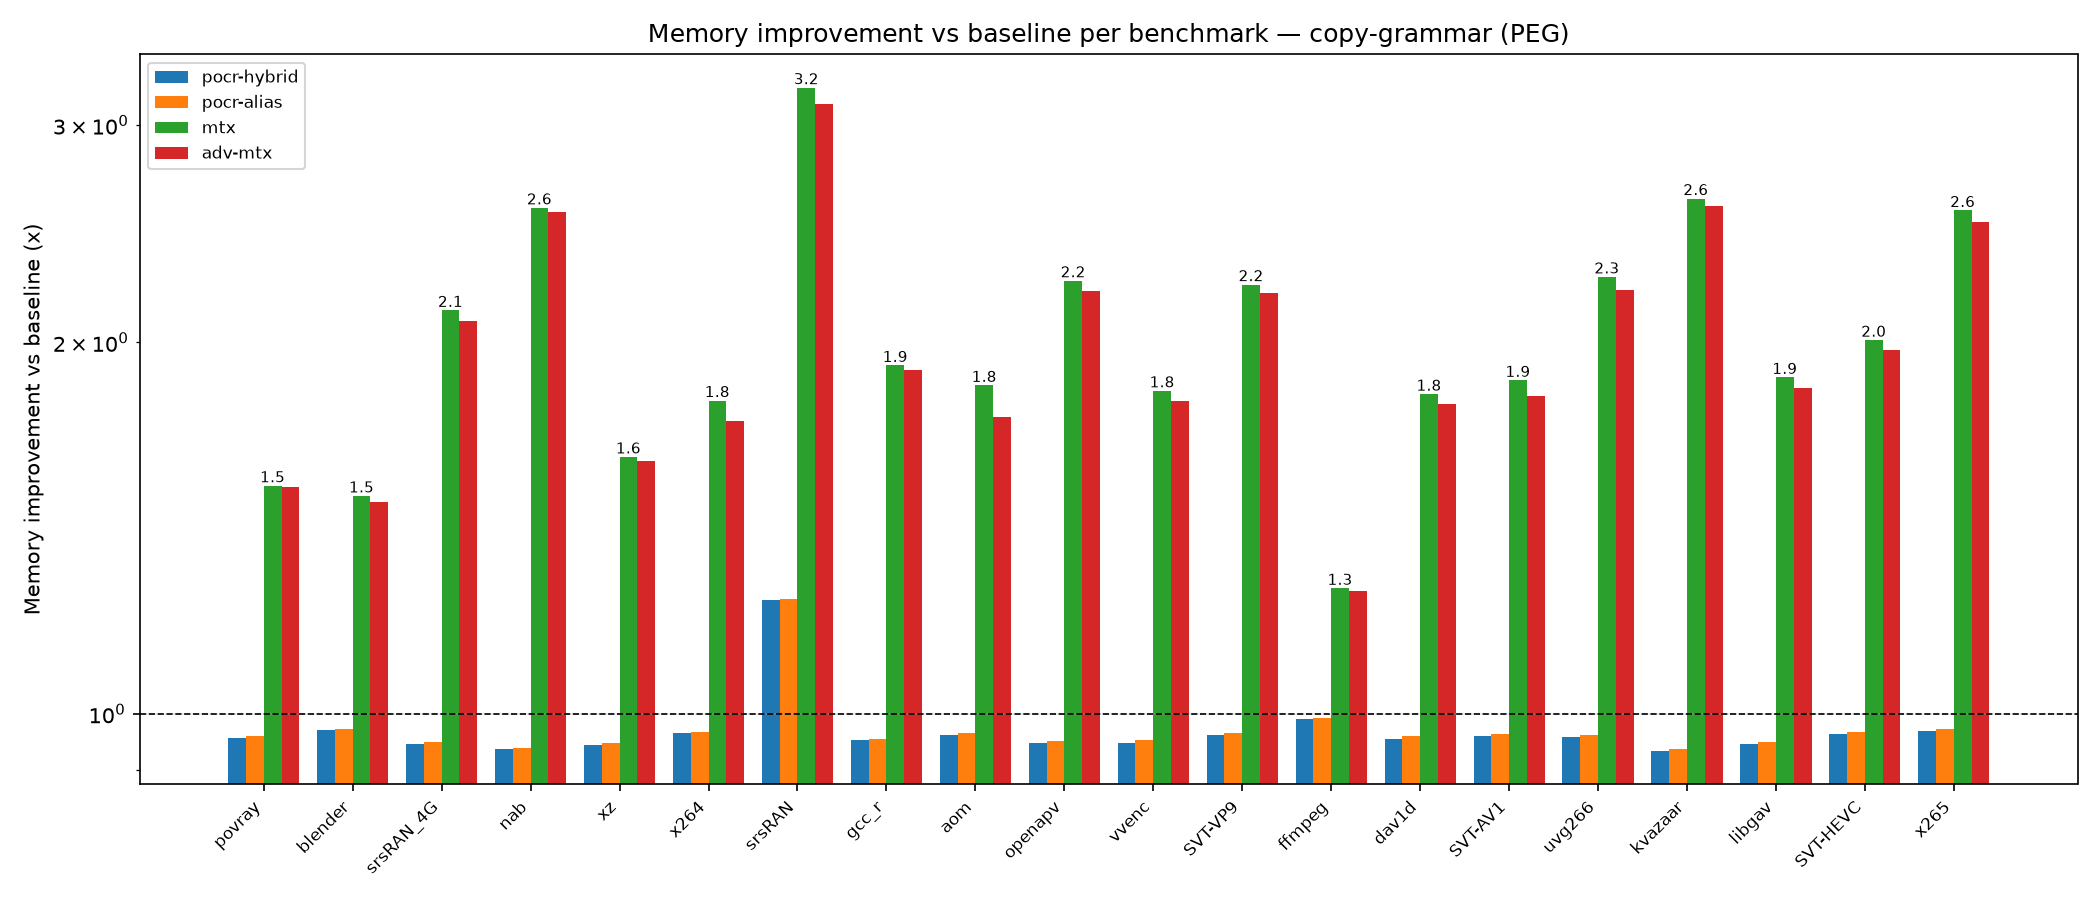 Memory improvement vs baseline per benchmark — copy-grammar (PEG)
pocr-hybrid
pocr-alias
mtx
adv-mtx
Memory improvement vs baseline (x)
3 × 10⁰
2 × 10⁰
10⁰
1.5
1.5
2.1
2.6
1.6
1.8
3.2
1.9
1.8
2.2
1.8
2.2
1.3
1.8
1.9
2.3
2.6
1.9
2.0
2.6
povray
blender
srsRAN_4G
nab
xz
x264
srsRAN
gcc_r
aom
openapv
vvenc
SVT-VP9
ffmpeg
dav1d
SVT-AV1
uvg266
kvazaar
libgav
SVT-HEVC
x265